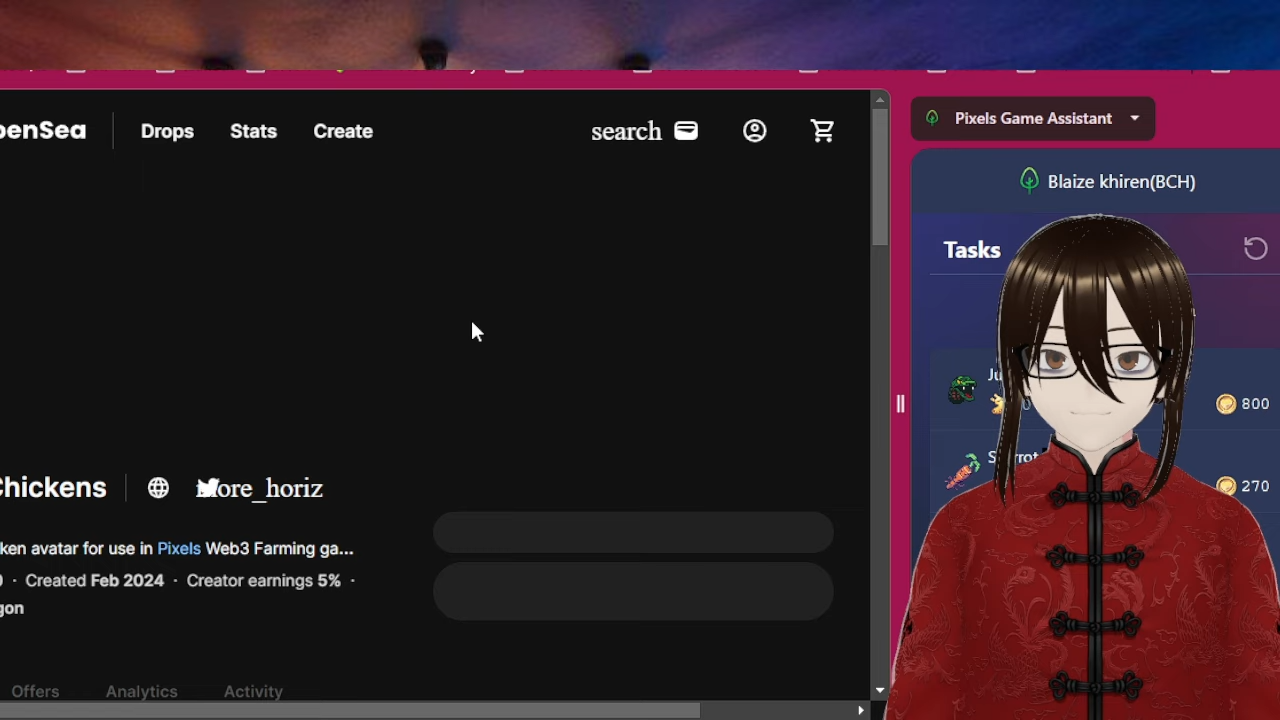 penSea
Drops
Stats
Create
search
Pixels Game Assistant
Blaize khiren(BCH)
Tasks
800
270
Chickens
ore_horiz
ken avatar for use in Pixels Web3 Farming ga...
· Created Feb 2024 · Creator earnings 5% ·
gon
Offers
Analytics
Activity